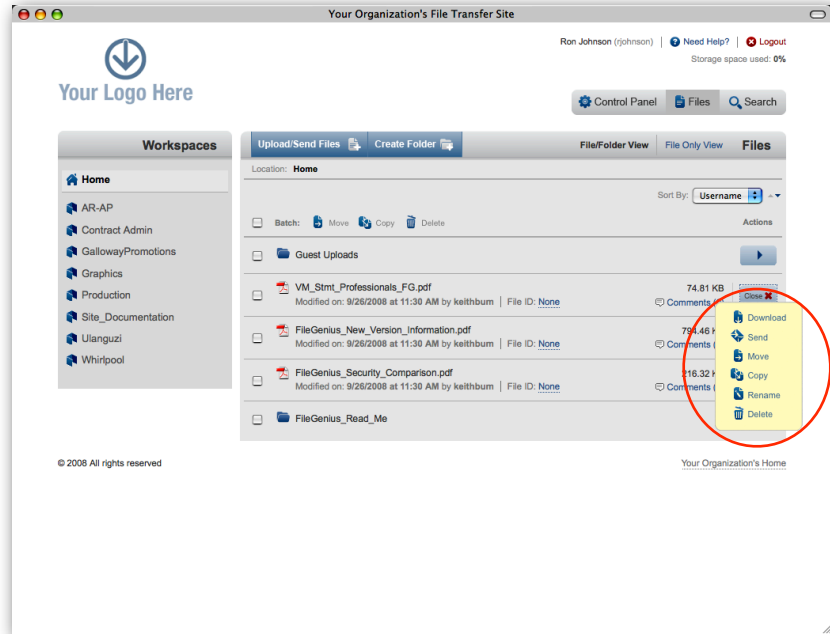 Your Organization's File Transfer Site
Ron Johnson (rjohnson) | Need Help? | Logout
Storage space used: 0%
Your Logo Here
Control Panel Files Search
Workspaces
Upload/Send Files Create Folder File/Folder View File Only View Files
Location: Home
Home
Sort By: Username
AR-AP
Contract Admin
GallowayPromotions
Graphics
Production
Site_Documentation
Ulanguzi
Whirlpool
Batch: Move Copy Delete Actions
Guest Uploads
VM_Stmt_Professionals_FG.pdf 74.81 KB
Close
Modified on: 9/26/2008 at 11:30 AM by keithbum | File ID: None Comments
FileGenius_New_Version_Information.pdf 794.46
Modified on: 9/26/2008 at 11:30 AM by keithbum | File ID: None Comments (
FileGenius_Security_Comparison.pdf 216.32
Modified on: 9/26/2008 at 11:30 AM by keithbum | File ID: None Comments (
FileGenius_Read_Me
Download
Send
Move
Copy
Rename
Delete
© 2008 All rights reserved
Your Organization's Home